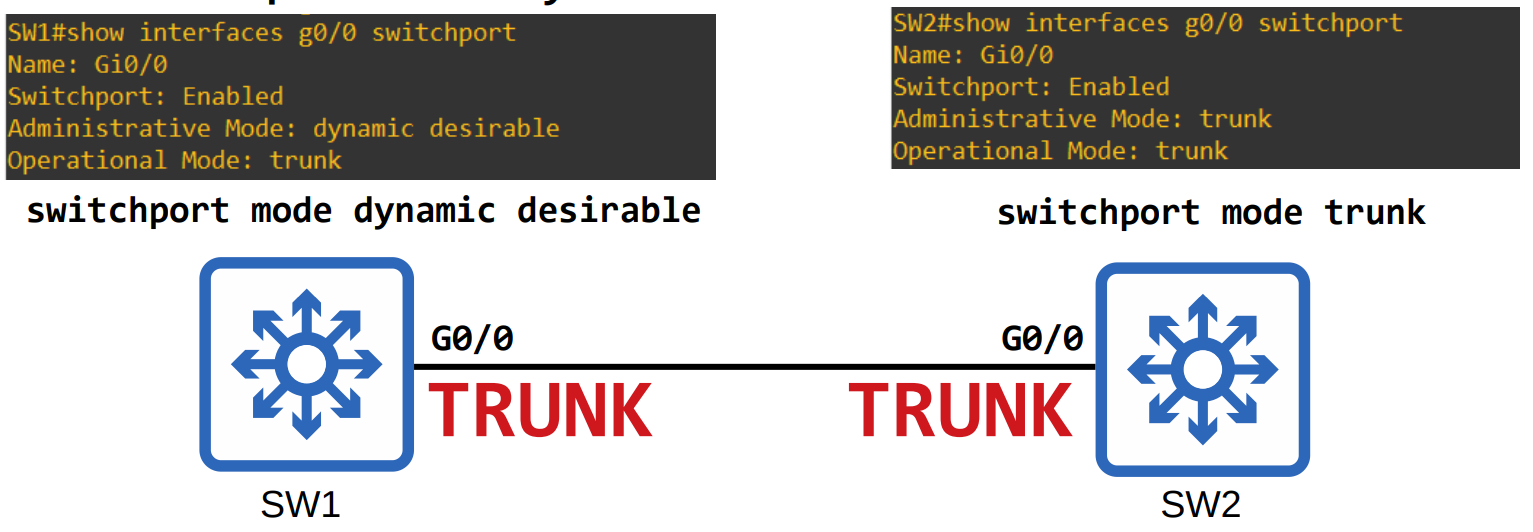 SW1#show interfaces g0/0 switchport
Name: Gi0/0
Switchport: Enabled
Administrative Mode: dynamic desirable
Operational Mode: trunk
switchport mode dynamic desirable
SW2#show interfaces g0/0 switchport
Name: Gi0/0
Switchport: Enabled
Administrative Mode: trunk
Operational Mode: trunk
switchport mode trunk
G0/0
G0/0
TRUNK
TRUNK
SW1
SW2